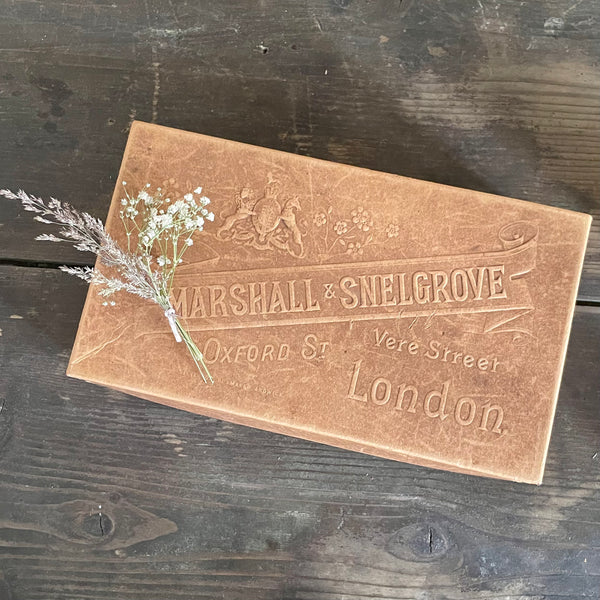 MARSHALL & SNELGROVE
OXFORD ST. Vere Street
London